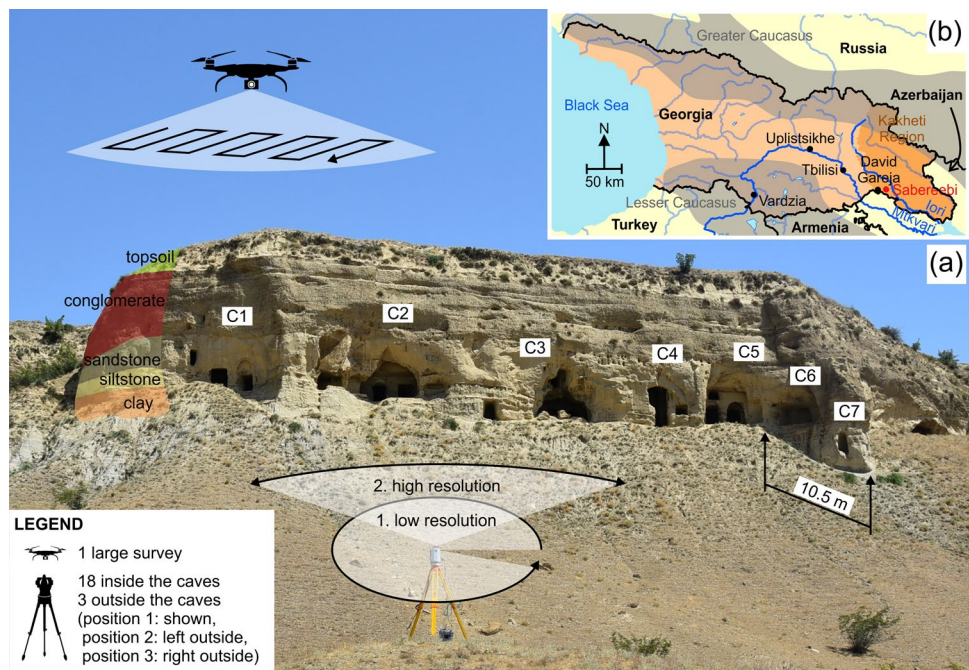 (b)
Greater Caucasus
Russia
Azerbaijan
Black Sea
Georgia
Kakheti
Region
N
Uplistsikhe
David
Gareja
Tbilisi
Sabereebi
50 km
Iori
Mtkvari
Lesser Caucasus
Vardzia
Turkey
Armenia
(a)
topsoil
conglomerate
sandstone
siltstone
clay
C1
C2
C3
C4
C5
C6
C7
10.5 m
2. high resolution
1. low resolution
LEGEND
1 large survey
18 inside the caves
3 outside the caves
(position 1: shown,
position 2: left outside,
position 3: right outside)